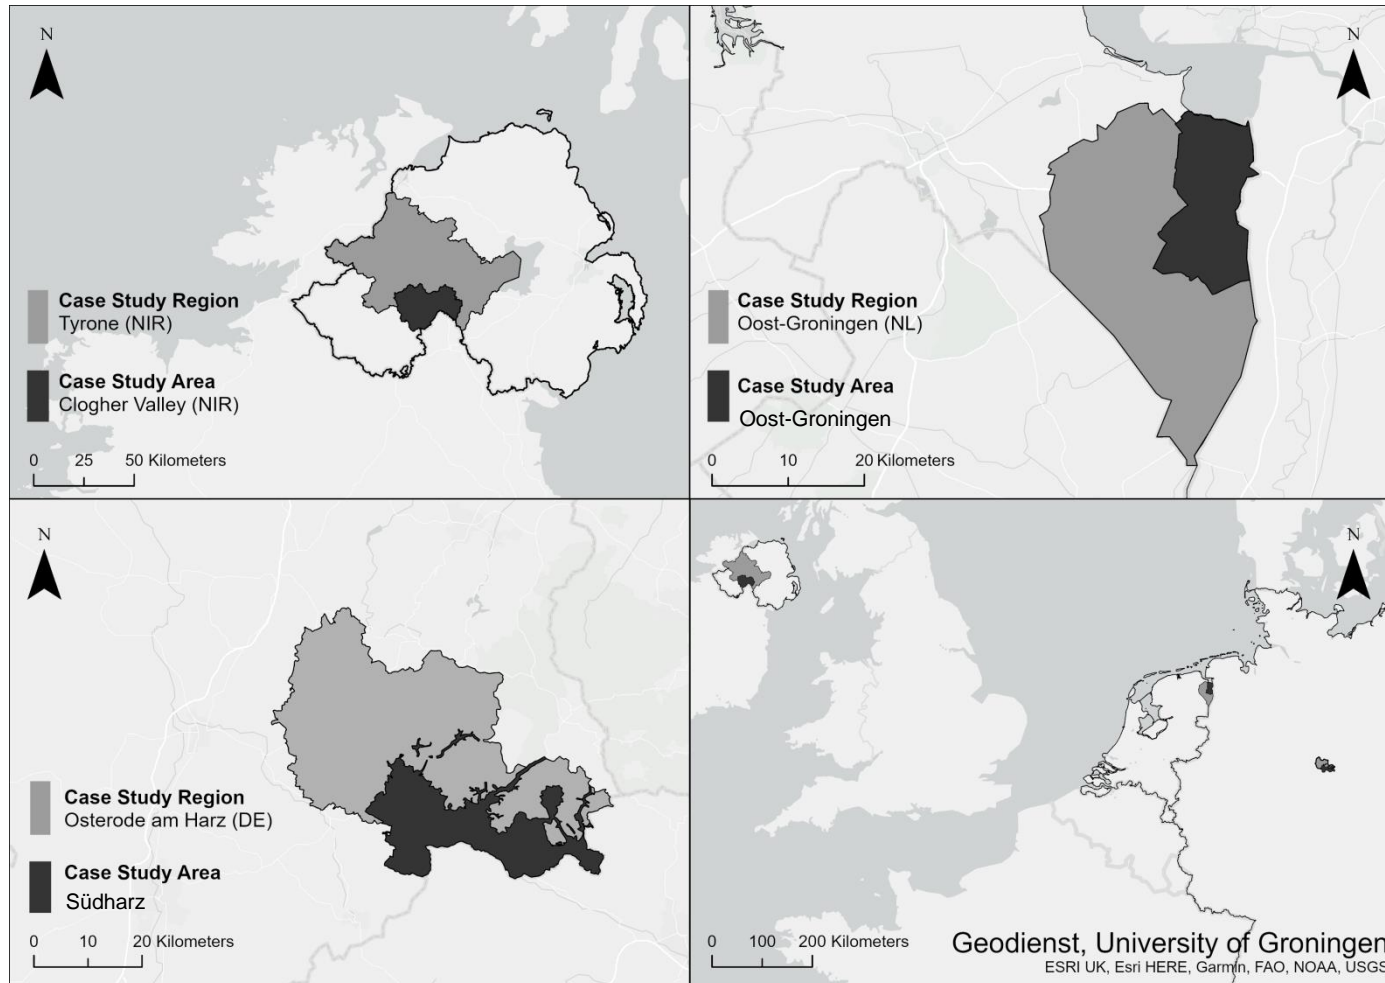 N
Case Study Region
Tyrone (NIR)
Case Study Area
Clogher Valley (NIR)
0 25 50 Kilometers
N
Case Study Region
Oost-Groningen (NL)
Case Study Area
Oost-Groningen
0 10 20 Kilometers
N
Case Study Region
Osterode am Harz (DE)
Case Study Area
Südharz
0 10 20 Kilometers
N
0 100 200 Kilometers
Geodienst, University of Groningen
ESRI UK, Esri HERE, Garmin, FAO, NOAA, USGS